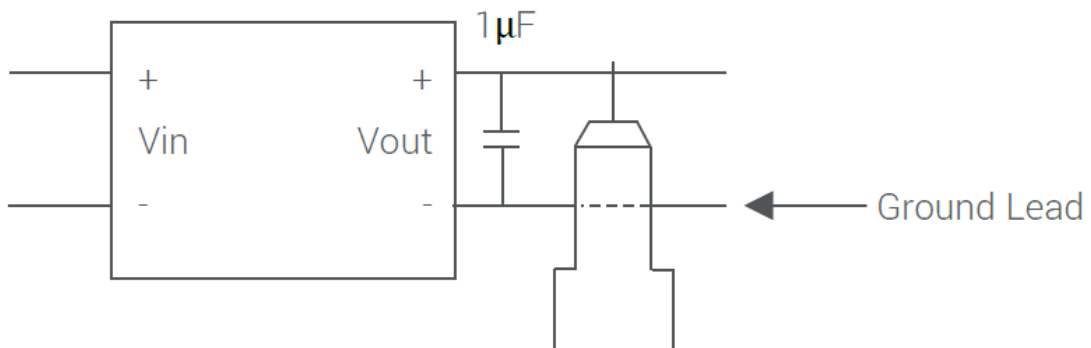 1μF
+ +
Vin Vout
- -
Ground Lead